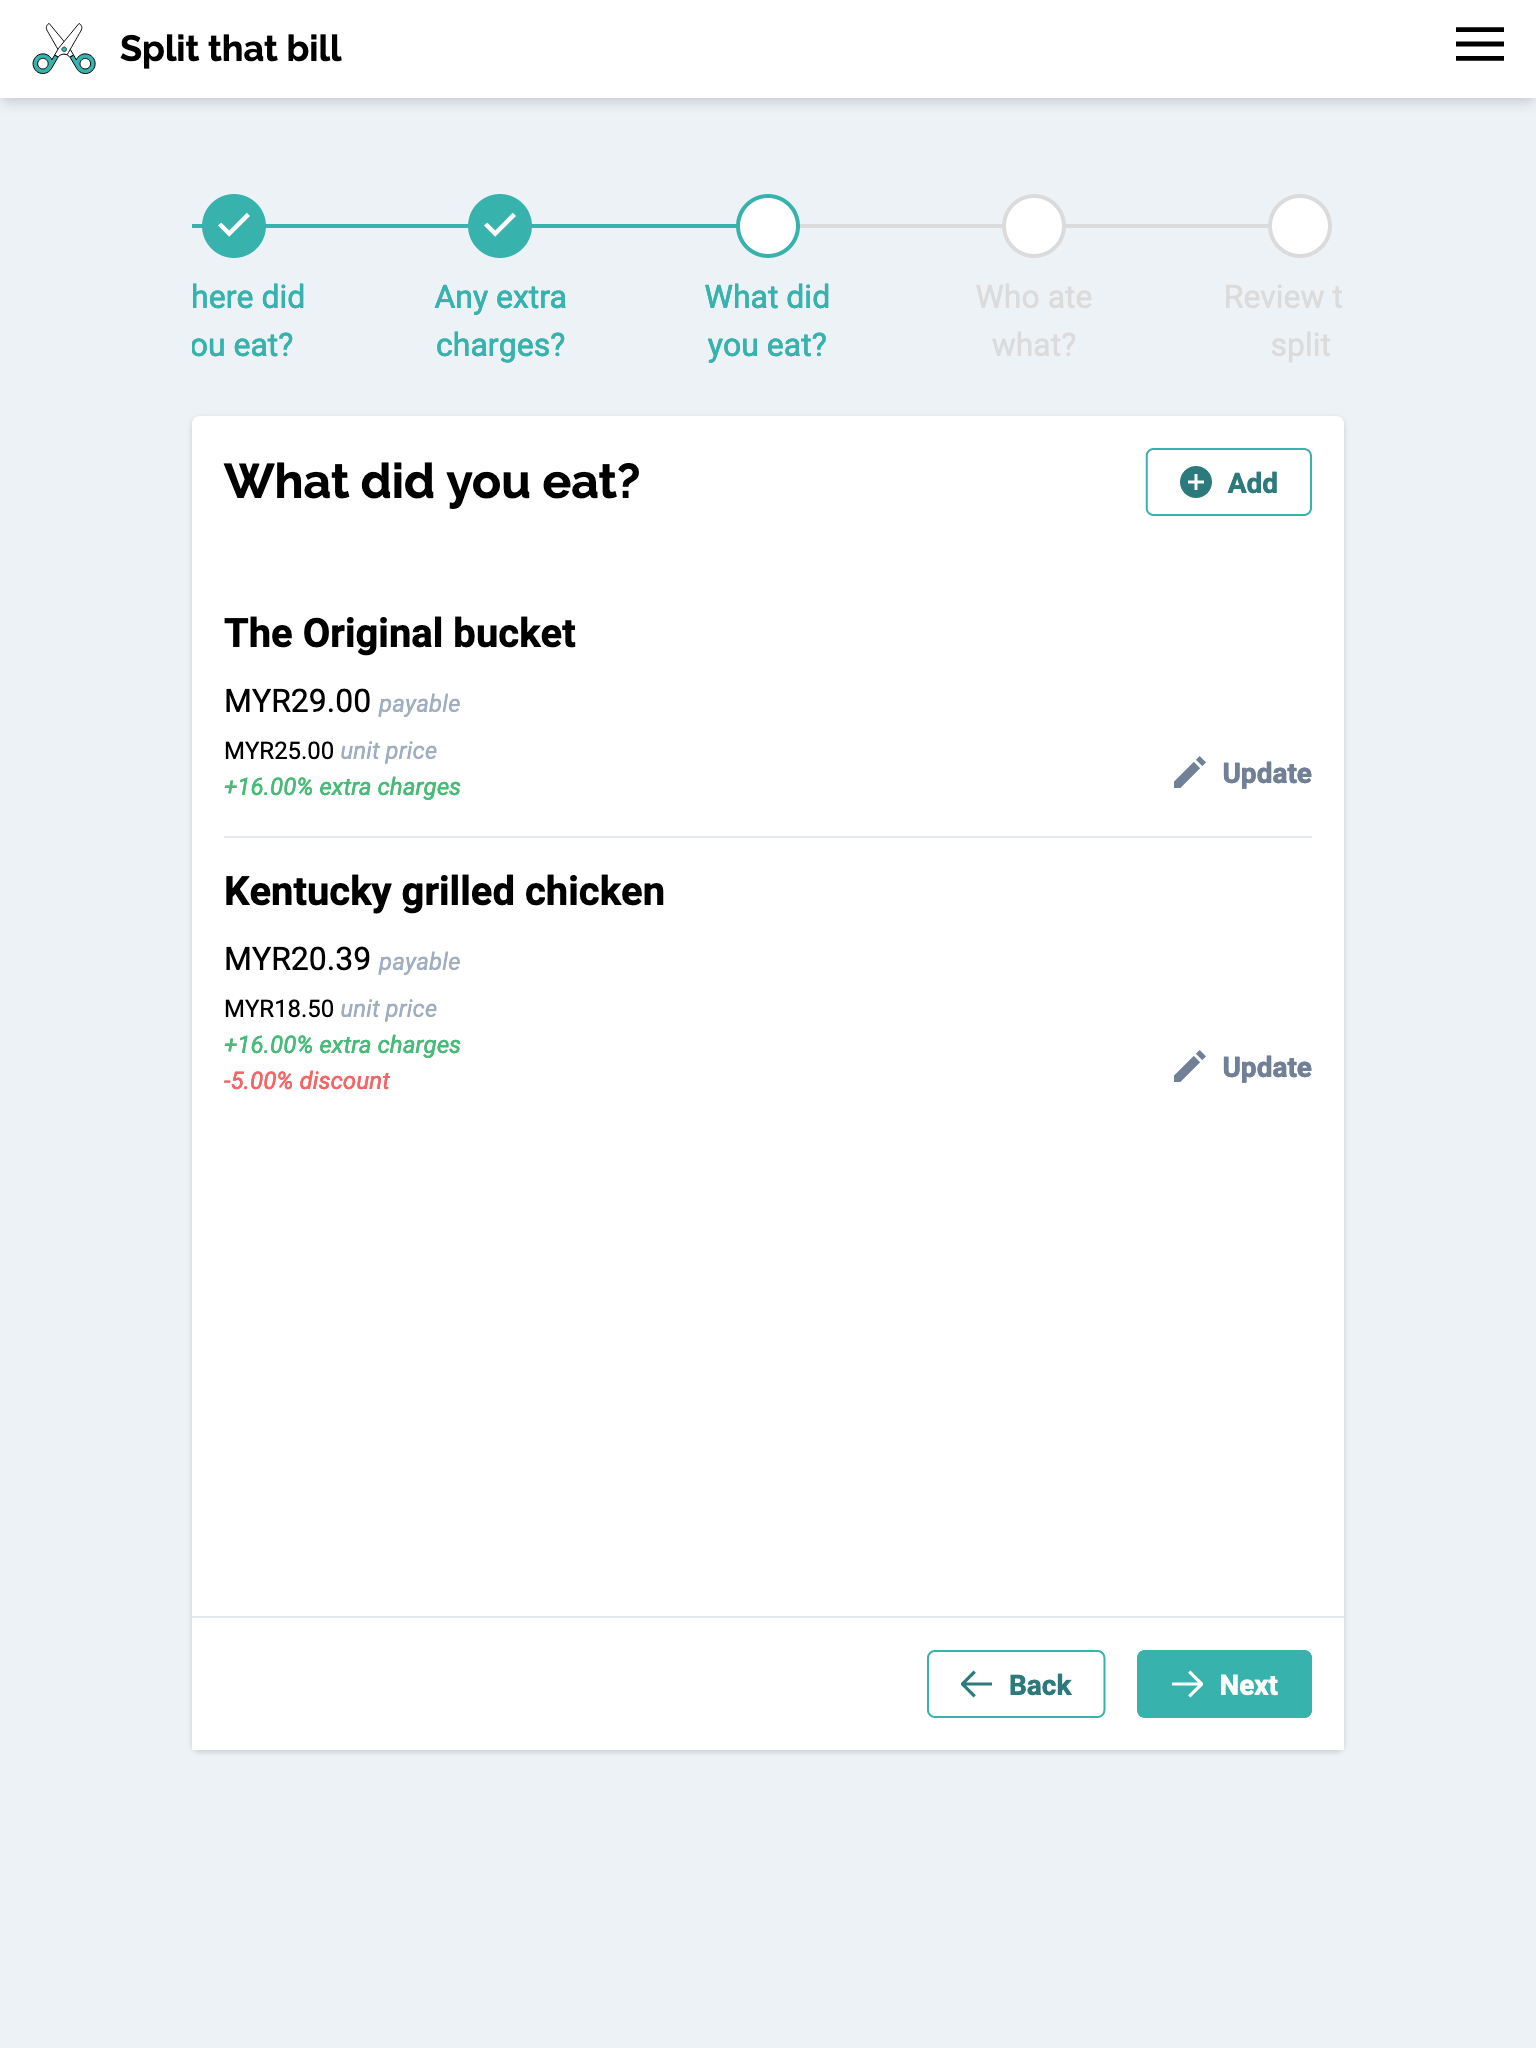 Split that bill
here did
ou eat?
Any extra
charges?
What did
you eat?
Who ate
what?
Review t
split
What did you eat?
Add
The Original bucket
MYR29.00 payable
MYR25.00 unit price
+16.00% extra charges
Update
Kentucky grilled chicken
MYR20.39 payable
MYR18.50 unit price
+16.00% extra charges
-5.00% discount
Update
Back
Next